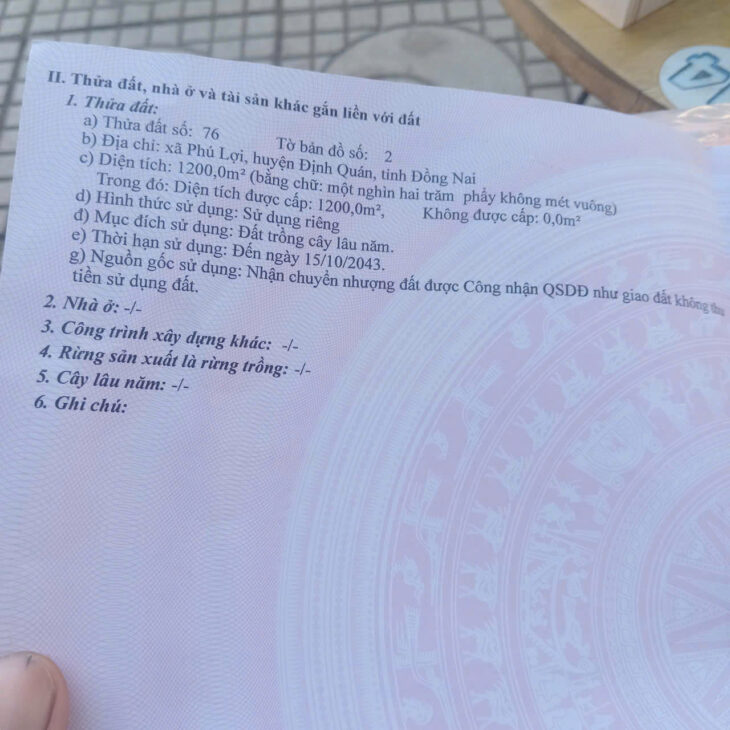 II. Thửa đất, nhà ở và tài sản khác gắn liền với đất
1. Thửa đất:
a) Thửa đất số: 76 Tờ bản đồ số: 2
b) Địa chỉ: xã Phú Lợi, huyện Định Quán, tỉnh Đồng Nai
c) Diện tích: 1200,0m² (bằng chữ: một nghìn hai trăm phẩy không mét vuông)
Trong đó: Diện tích được cấp: 1200,0m², Không được cấp: 0,0m²
d) Hình thức sử dụng: Sử dụng riêng
đ) Mục đích sử dụng: Đất trồng cây lâu năm.
e) Thời hạn sử dụng: Đến ngày 15/10/2043.
g) Nguồn gốc sử dụng: Nhận chuyển nhượng đất được Công nhận QSDĐ như giao đất không thu
tiền sử dụng đất.
2. Nhà ở: -/-
3. Công trình xây dựng khác: -/-
4. Rừng sản xuất là rừng trồng: -/-
5. Cây lâu năm: -/-
6. Ghi chú: